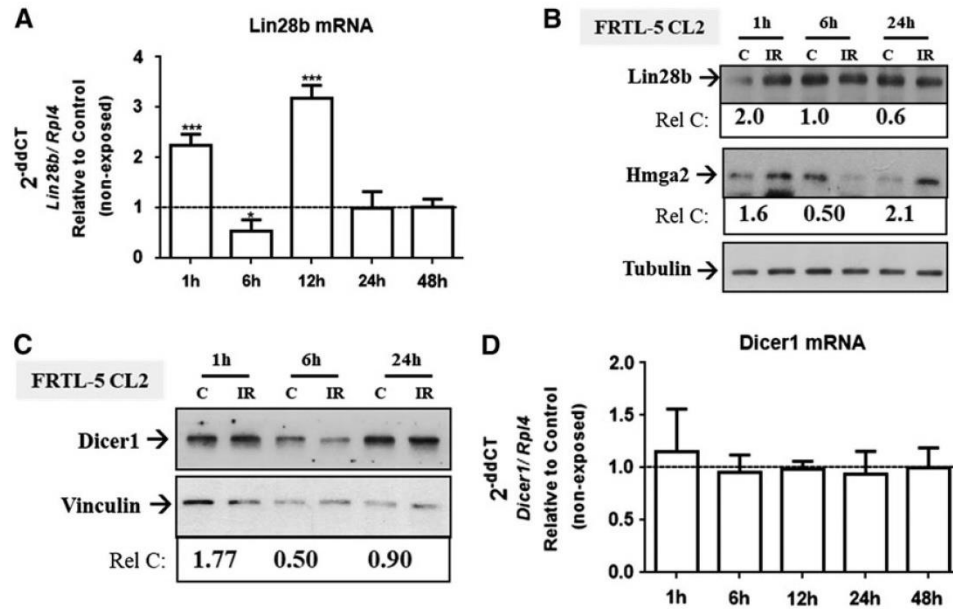 A
Lin28b mRNA
2-ddCT
Lin28b/ Rpl4
Relative to Control
(non-exposed)
4
3
2
1
0
***
*
***
1h 6h 12h 24h 48h
B
FRTL-5 CL2
1h 6h 24h
C IR C IR C IR
Lin28b→
Rel C: 2.0 1.0 0.6
Hmga2→
Rel C: 1.6 0.50 2.1
Tubulin→
C
FRTL-5 CL2
1h 6h 24h
C IR C IR C IR
Dicer1→
Vinculin→
Rel C: 1.77 0.50 0.90
D
Dicer1 mRNA
2-ddCT
Dicer1/ Rpl4
Relative to Control
(non-exposed)
2.0
1.5
1.0
0.5
0.0
1h 6h 12h 24h 48h